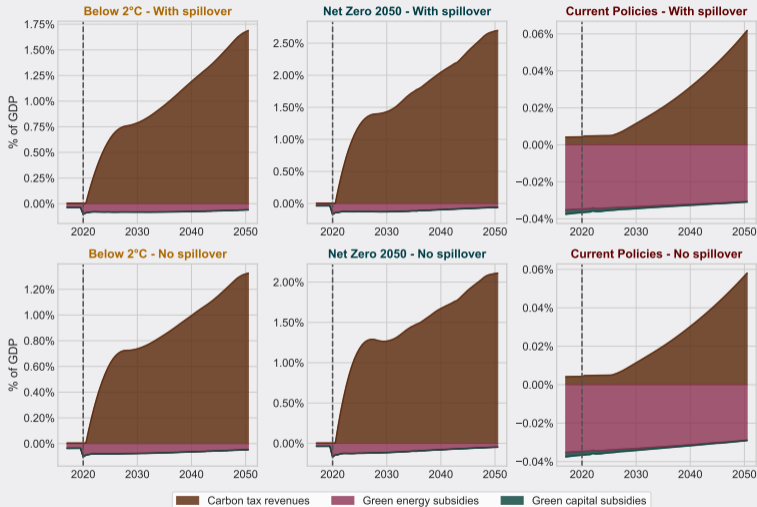 Below 2°C - With spillover
Net Zero 2050 - With spillover
Current Policies - With spillover
% of GDP
1.75%
1.50%
1.25%
1.00%
0.75%
0.50%
0.25%
0.00%
2020 2030 2040 2050
2.50%
2.00%
1.50%
1.00%
0.50%
0.00%
2020 2030 2040 2050
0.06%
0.04%
0.02%
0.00%
−0.02%
−0.04%
2020 2030 2040 2050
Below 2°C - No spillover
Net Zero 2050 - No spillover
Current Policies - No spillover
% of GDP
1.20%
1.00%
0.80%
0.60%
0.40%
0.20%
0.00%
2020 2030 2040 2050
2.00%
1.50%
1.00%
0.50%
0.00%
2020 2030 2040 2050
0.06%
0.04%
0.02%
0.00%
−0.02%
−0.04%
2020 2030 2040 2050
Carbon tax revenues Green energy subsidies Green capital subsidies